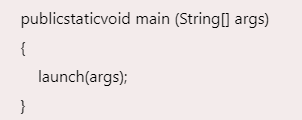 publicstaticvoid main (String[] args)
{
launch(args);
}